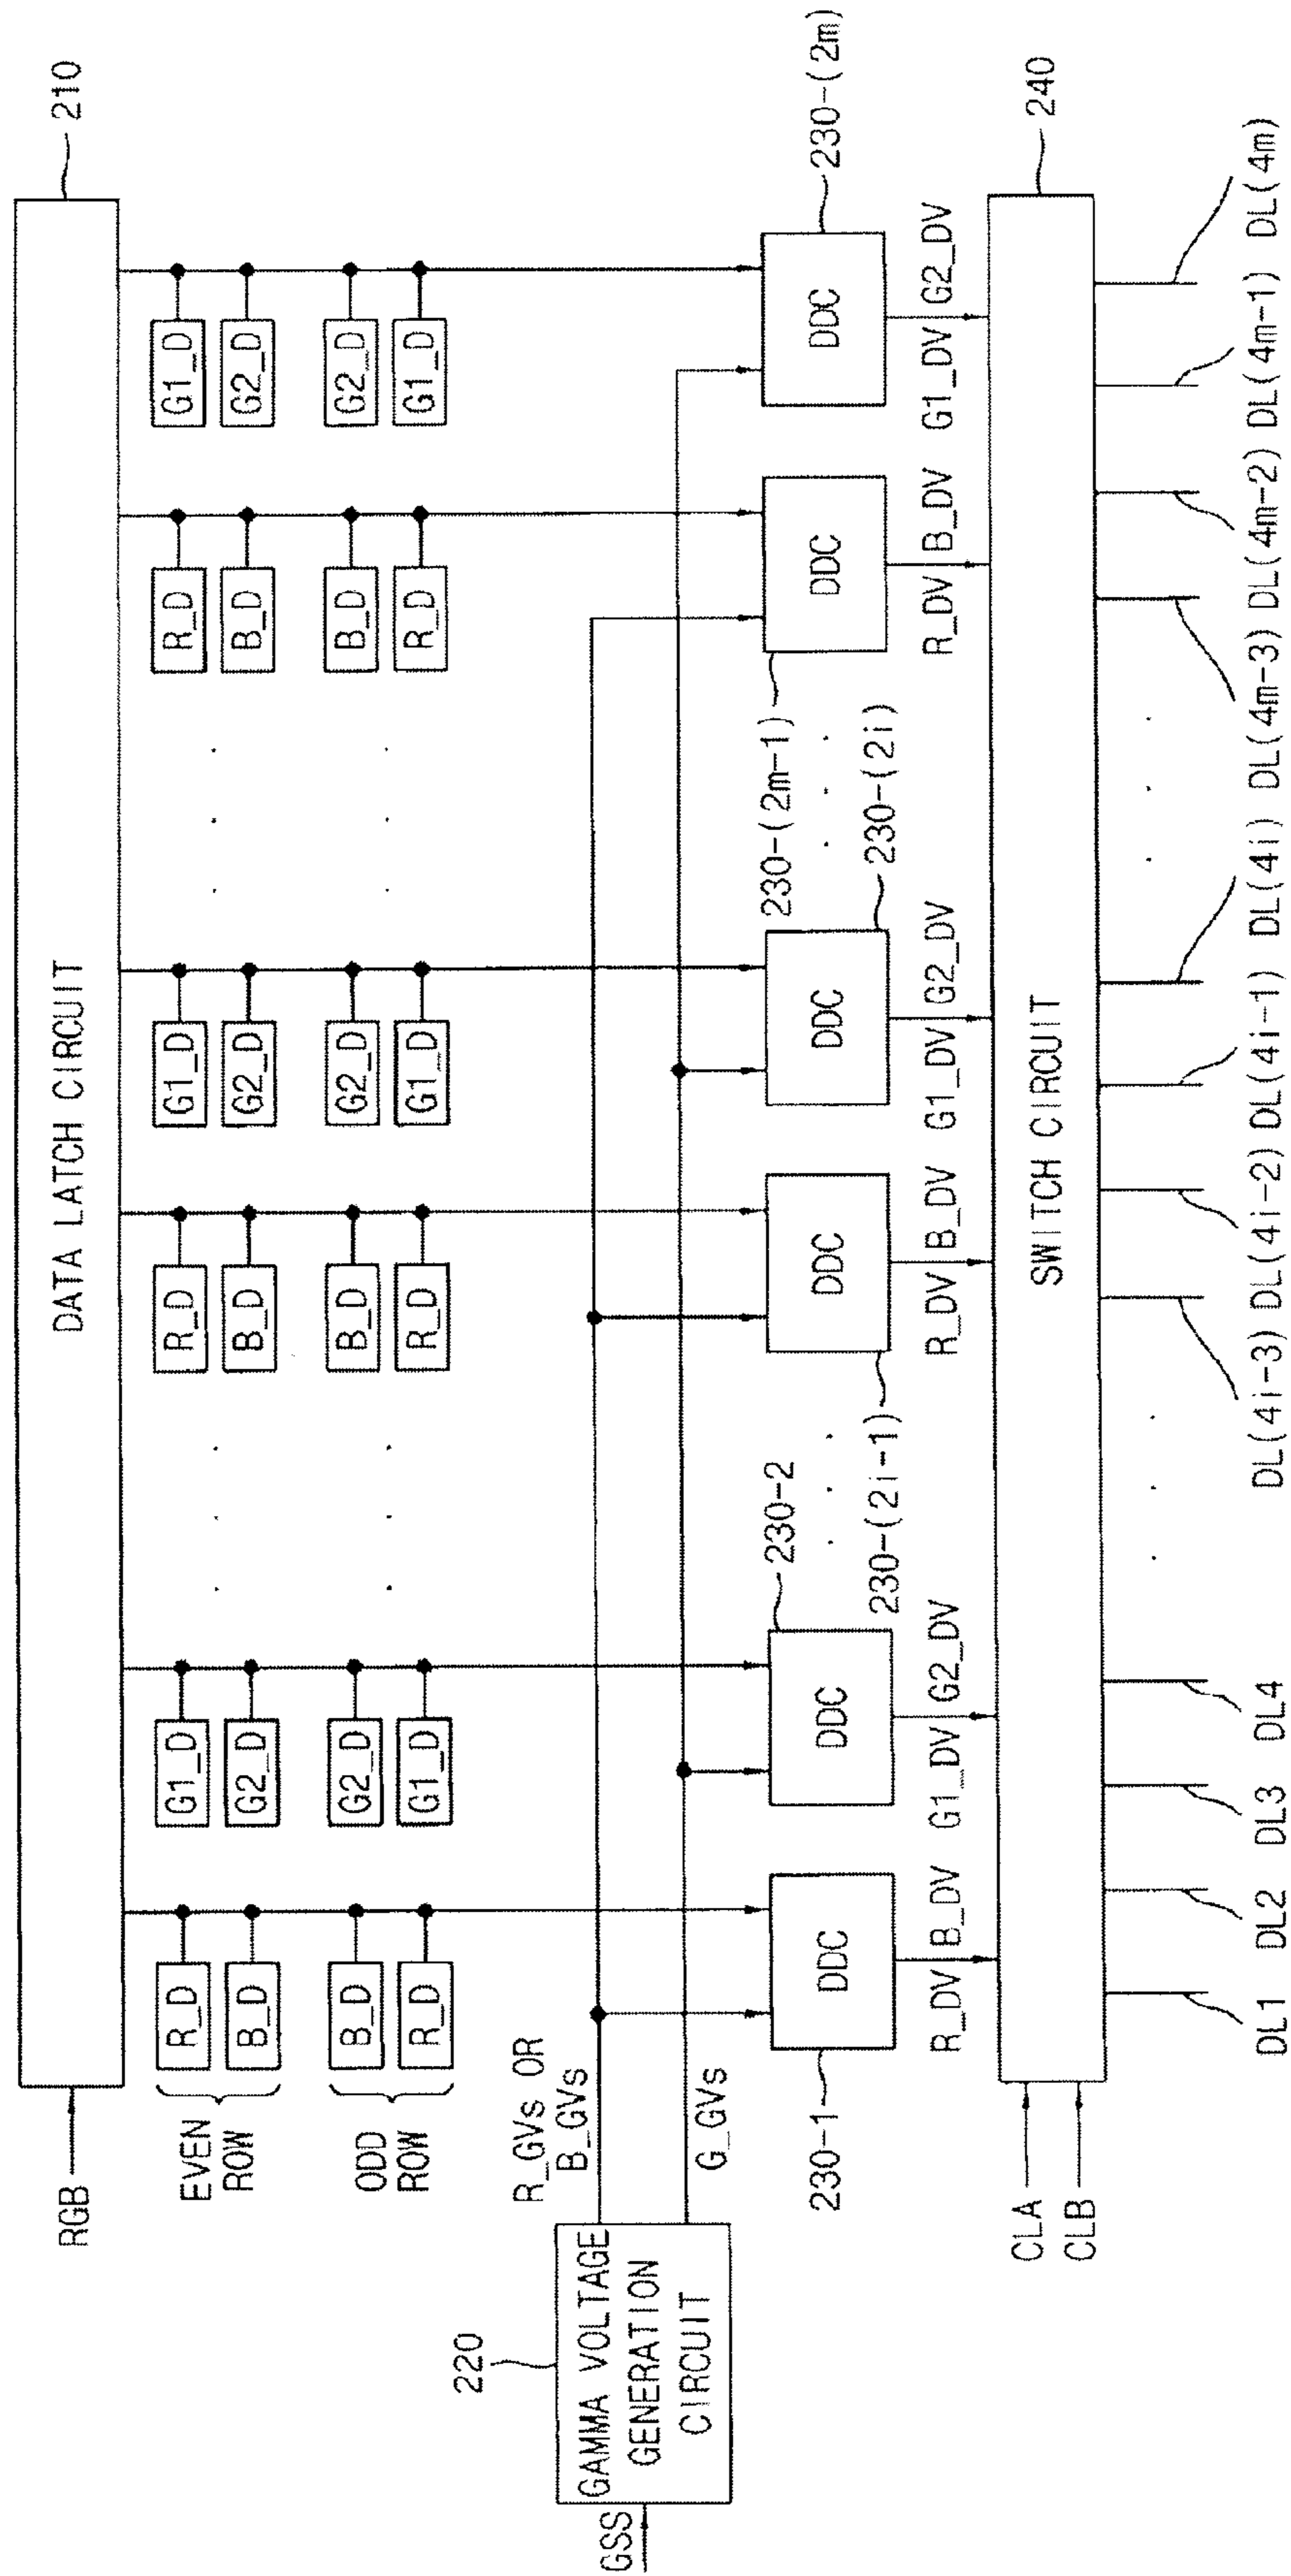 210
DATA LATCH CIRCUIT
RGB
EVEN
ROW
R_D
B_D
G1_D
G2_D
R_D
B_D
G1_D
G2_D
R_D
B_D
G1_D
G2_D
ODD
ROW
B_D
R_D
G2_D
G1_D
B_D
R_D
G2_D
G1_D
B_D
R_D
G2_D
G1_D
220
GAMMA VOLTAGE
GENERATION
CIRCUIT
GSS
R_GVs OR
B_GVs
G_GVs
230-1
DDC
230-2
DDC
230-(2i-1)
DDC
230-(2i)
DDC
230-(2m-1)
DDC
230-(2m)
DDC
R_DV
B_DV
G1_DV
G2_DV
R_DV
B_DV
G1_DV
G2_DV
R_DV
B_DV
G1_DV
G2_DV
CLA
CLB
SWITCH CIRCUIT
240
DL1
DL2
DL3
DL4
DL(4i-3)
DL(4i-2)
DL(4i-1)
DL(4i)
DL(4m-3)
DL(4m-2)
DL(4m-1)
DL(4m)